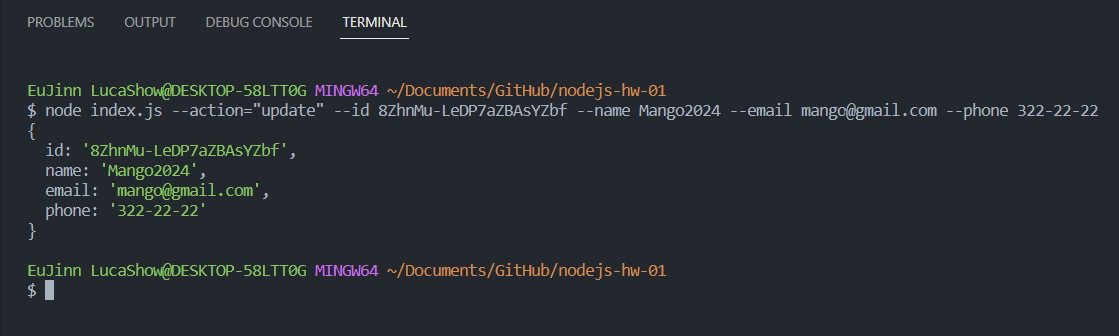 PROBLEMS OUTPUT DEBUG CONSOLE TERMINAL
EuJinn LucaShow@DESKTOP-58LTT0G MINGW64 ~/Documents/GitHub/nodejs-hw-01
$ node index.js --action="update" --id 8ZhnMu-LeDP7aZBAsYZbf --name Mango2024 --email mango@gmail.com --phone 322-22-22
{
  id: '8ZhnMu-LeDP7aZBAsYZbf',
  name: 'Mango2024',
  email: 'mango@gmail.com',
  phone: '322-22-22'
}
EuJinn LucaShow@DESKTOP-58LTT0G MINGW64 ~/Documents/GitHub/nodejs-hw-01
$